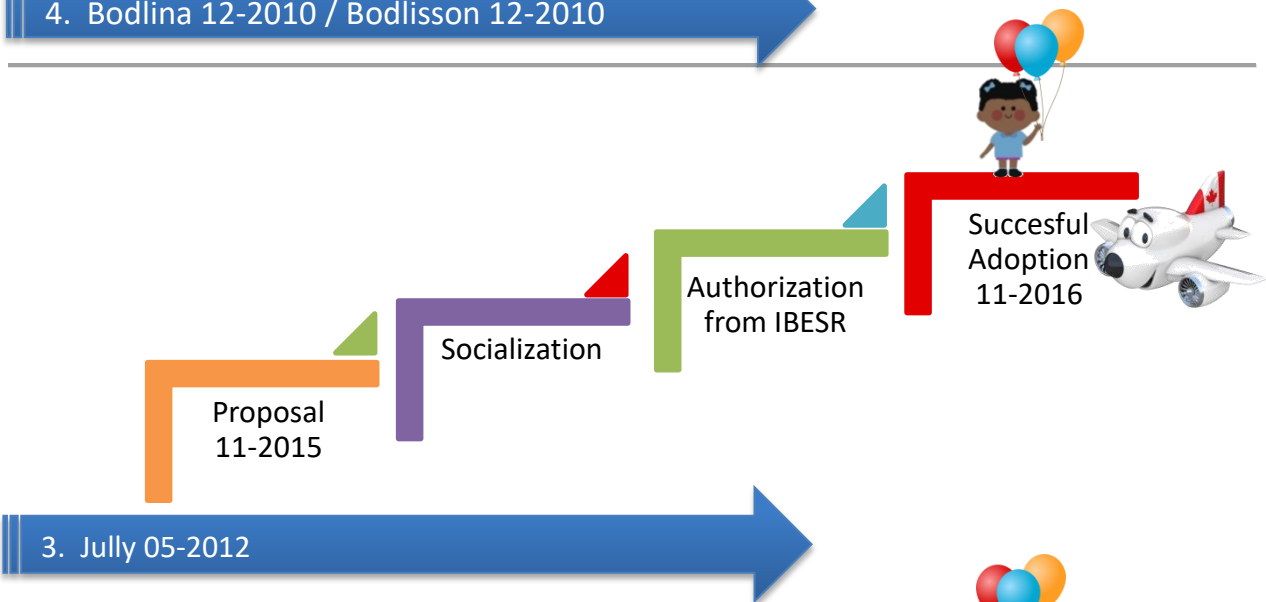 4. Bodlina 12-2010 / Bodlisson 12-2010
Proposal
11-2015
Socialization
Authorization
from IBESR
Succesful
Adoption
11-2016
3. Jully 05-2012